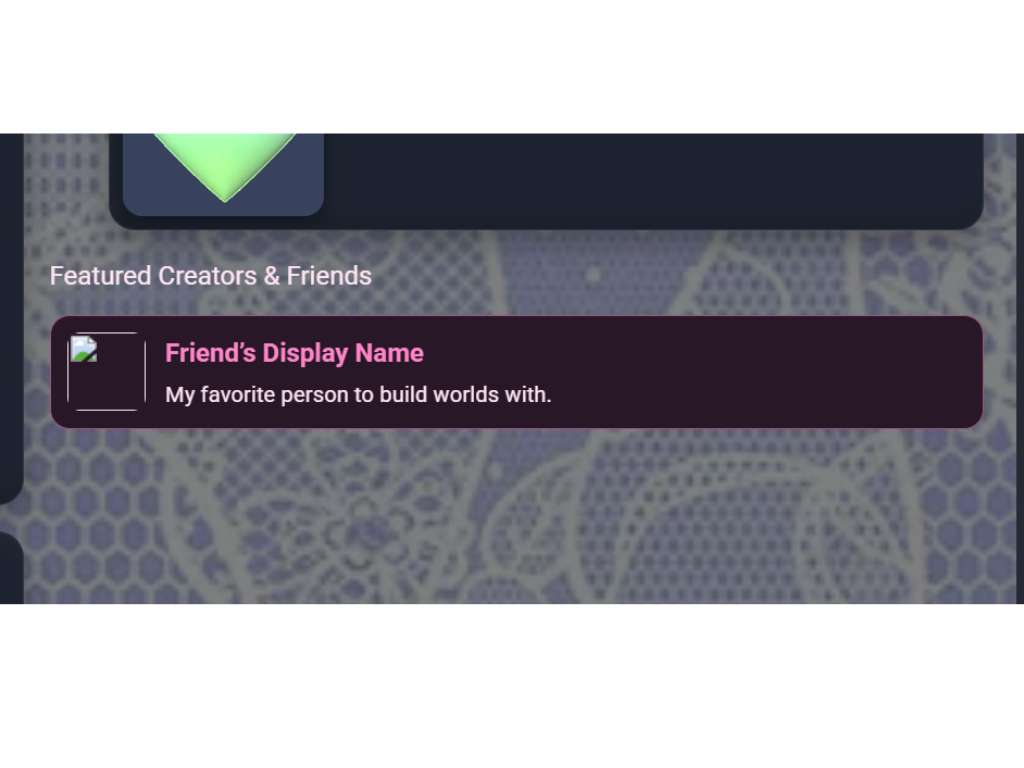 Featured Creators & Friends
Friend’s Display Name
My favorite person to build worlds with.